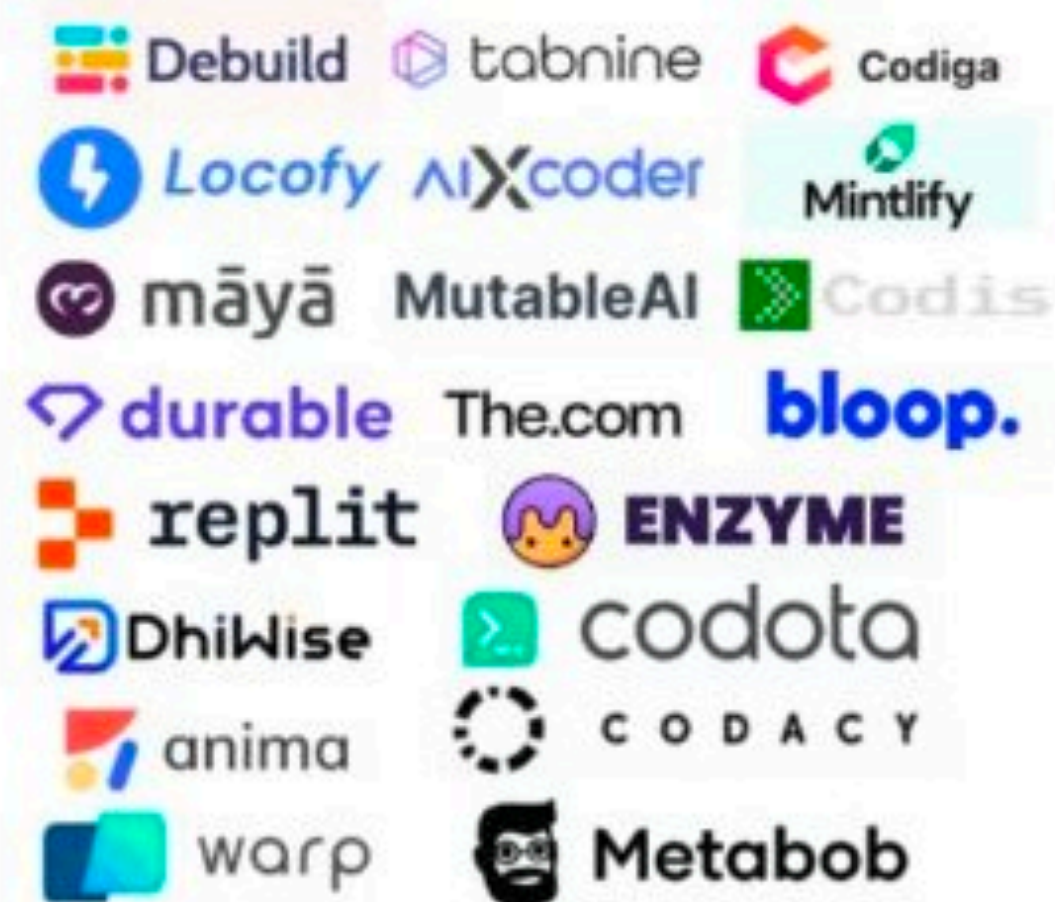 Debuild tabnine Codiga
Locofy AIXcoder Mintlify
māyā MutableAI Codis
durable The.com bloop.
replit ENZYME
DhiWise codota
anima CODACY
warp Metabob